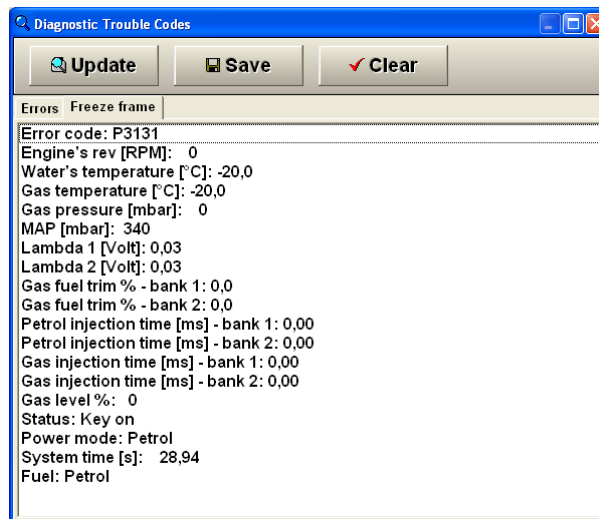 Diagnostic Trouble Codes
Update Save Clear
Errors Freeze frame
Error code: P3131
Engine's rev [RPM]: 0
Water's temperature [°C]: -20,0
Gas temperature [°C]: -20,0
Gas pressure [mbar]: 0
MAP [mbar]: 340
Lambda 1 [Volt]: 0,03
Lambda 2 [Volt]: 0,03
Gas fuel trim % - bank 1: 0,0
Gas fuel trim % - bank 2: 0,0
Petrol injection time [ms] - bank 1: 0,00
Petrol injection time [ms] - bank 2: 0,00
Gas injection time [ms] - bank 1: 0,00
Gas injection time [ms] - bank 2: 0,00
Gas level %: 0
Status: Key on
Power mode: Petrol
System time [s]: 28,94
Fuel: Petrol